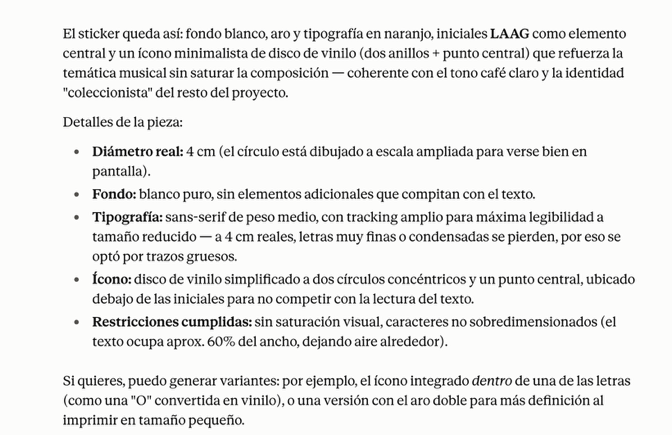 El sticker queda así: fondo blanco, aro y tipografía en naranjo, iniciales LAAG como elemento
central y un ícono minimalista de disco de vinilo (dos anillos + punto central) que refuerza la
temática musical sin saturar la composición — coherente con el tono café claro y la identidad
"coleccionista" del resto del proyecto.
Detalles de la pieza:
• Diámetro real: 4 cm (el círculo está dibujado a escala ampliada para verse bien en
pantalla).
• Fondo: blanco puro, sin elementos adicionales que compitan con el texto.
• Tipografía: sans-serif de peso medio, con tracking amplio para máxima legibilidad a
tamaño reducido — a 4 cm reales, letras muy finas o condensadas se pierden, por eso se
optó por trazos gruesos.
• Ícono: disco de vinilo simplificado a dos círculos concéntricos y un punto central, ubicado
debajo de las iniciales para no competir con la lectura del texto.
• Restricciones cumplidas: sin saturación visual, caracteres no sobredimensionados (el
texto ocupa aprox. 60% del ancho, dejando aire alrededor).
Si quieres, puedo generar variantes: por ejemplo, el ícono integrado dentro de una de las letras
(como una "O" convertida en vinilo), o una versión con el aro doble para más definición al
imprimir en tamaño pequeño.